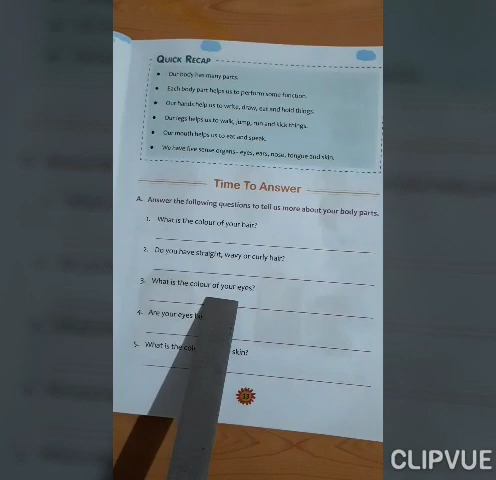 QUICK RECAP
• Our body has many parts.
• Each body part helps us to perform some function.
• Our hands help us to write, draw, eat and hold things.
• Our legs helps us to walk, jump, run and kick things.
• Our mouth helps us to eat and speak.
• We have five sense organs– eyes, ears, nose, tongue and skin.
Time To Answer
A. Answer the following questions to tell us more about your body parts.
1. What is the colour of your hair?
2. Do you have straight, wavy or curly hair?
3. What is the colour of your eyes?
4. Are your eyes
5. What is the skin?
13
CLIPVUE